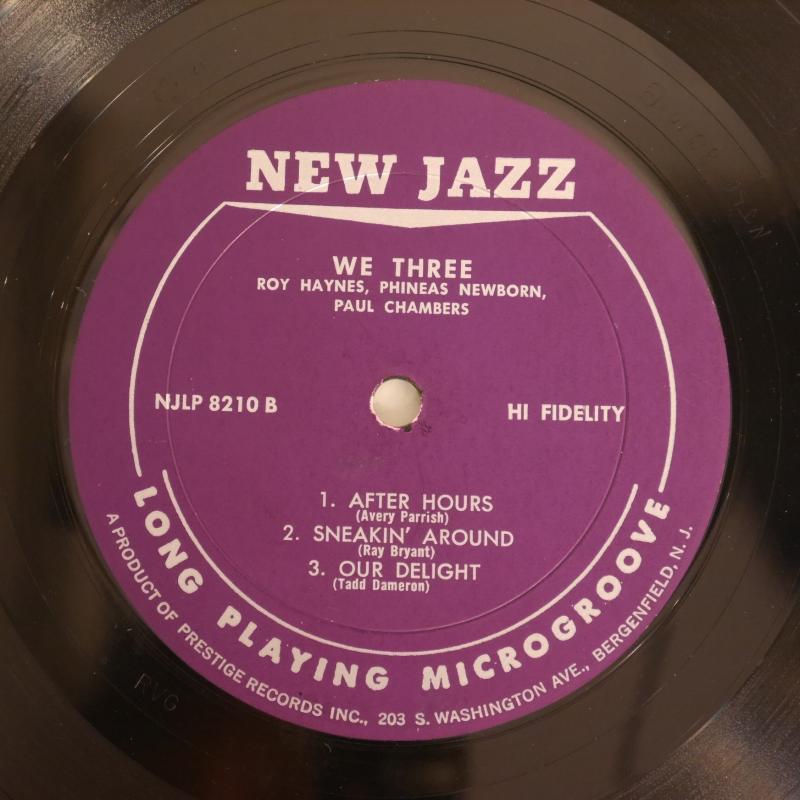 NEW JAZZ
WE THREE
ROY HAYNES, PHINEAS NEWBORN,
PAUL CHAMBERS
NJLP 8210 B
HI FIDELITY
1. AFTER HOURS
(Avery Parrish)
2. SNEAKIN' AROUND
(Ray Bryant)
3. OUR DELIGHT
(Tadd Dameron)
LONG PLAYING MICROGROOVE
A PRODUCT OF PRESTIGE RECORDS INC., 203 S. WASHINGTON AVE., BERGENFIELD, N. J.
RVG